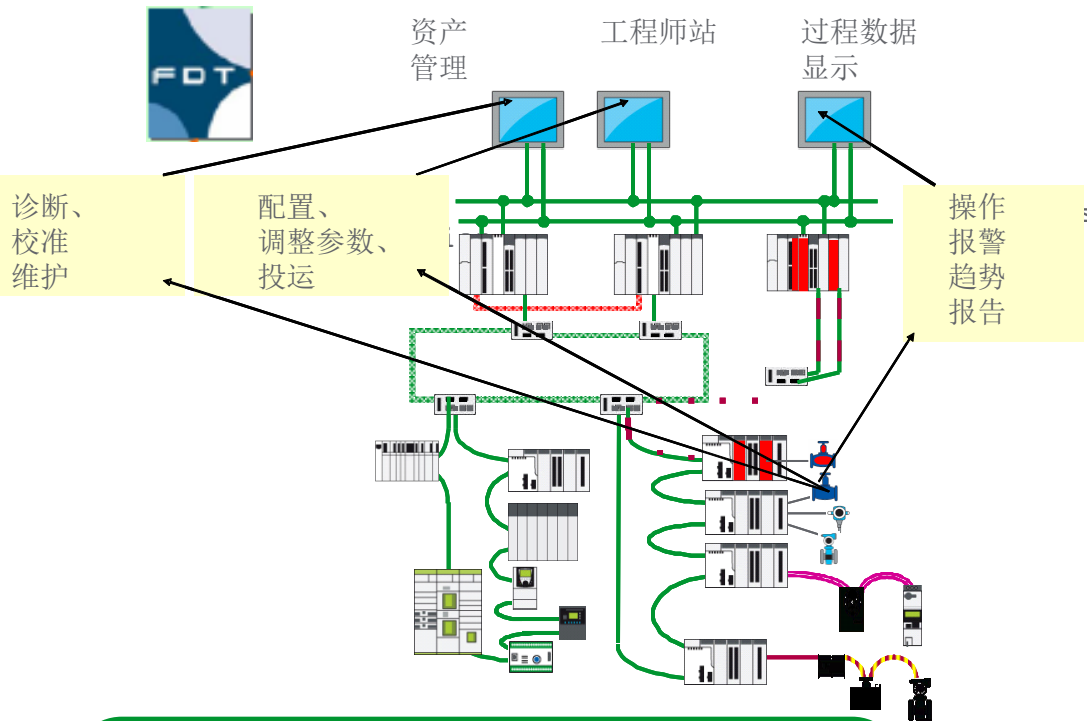 FDT
资产
管理
工程师站
过程数据
显示
诊断、
校准
维护
配置、
调整参数、
投运
操作
报警
趋势
报告